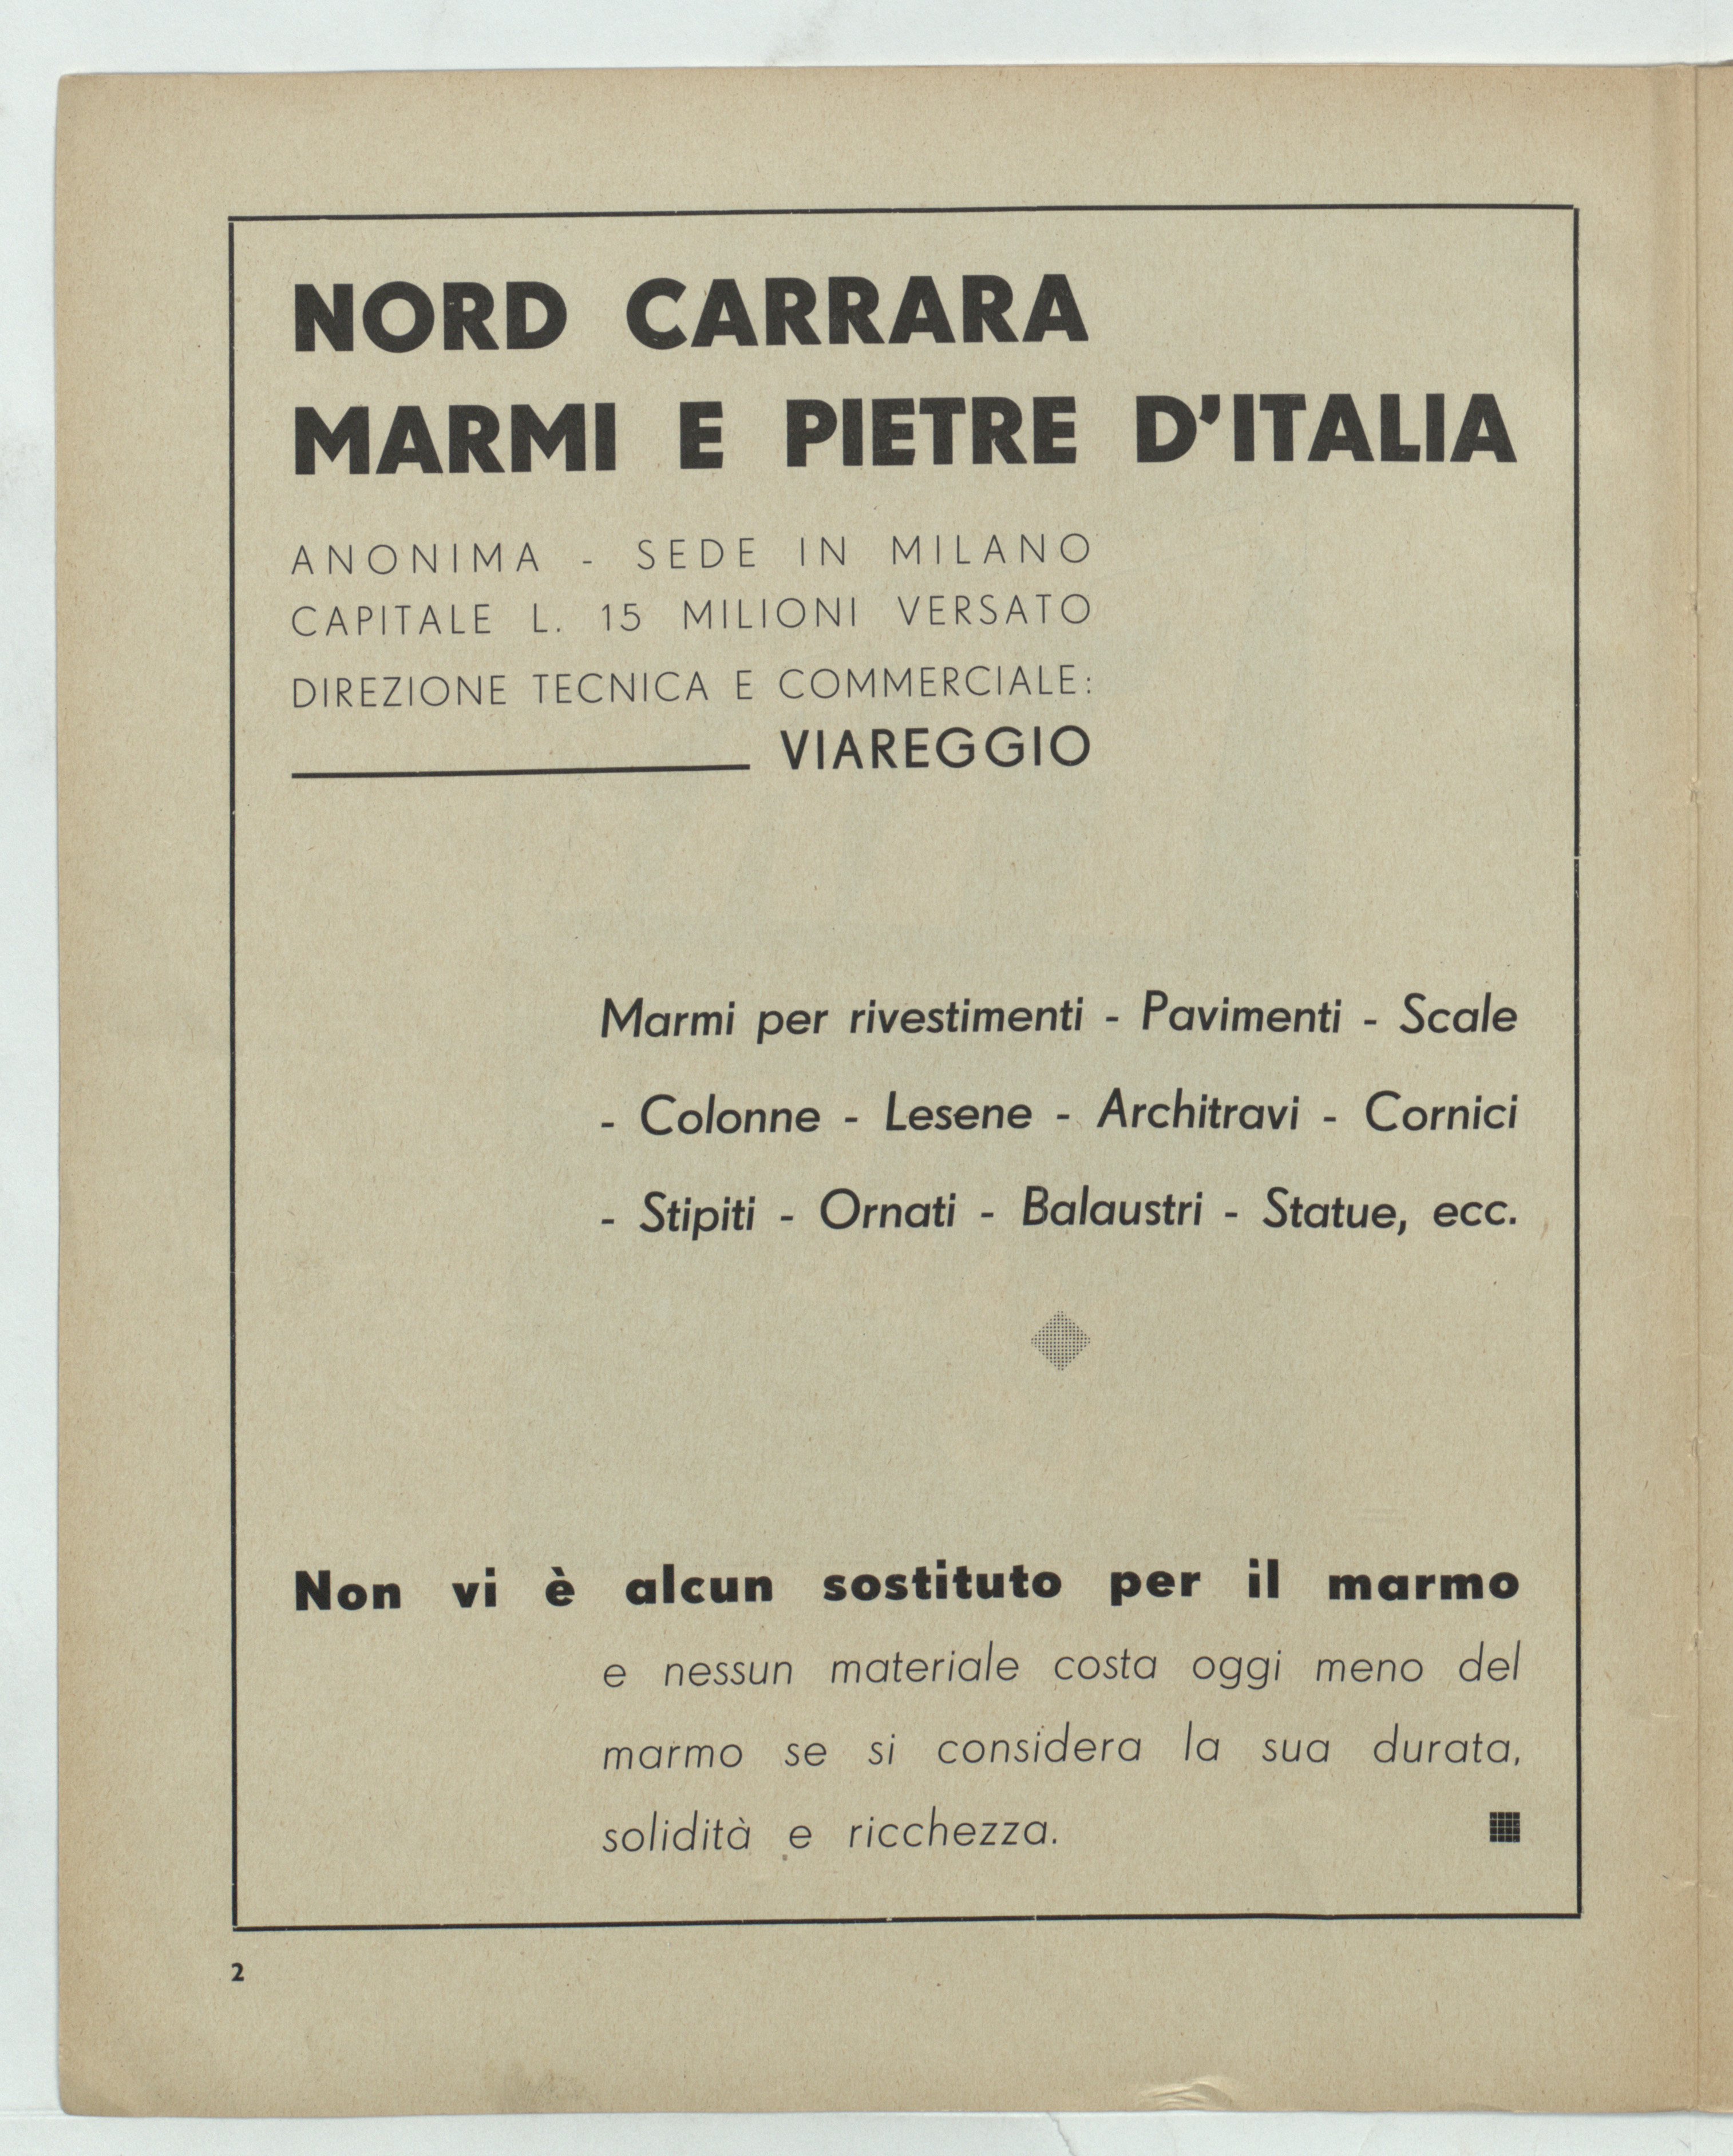 NORD CARRARA
MARMI E PIETRE D'ITALIA
ANONIMA - SEDE IN MILANO
CAPITALE L. 15 MILIONI VERSATO
DIREZIONE TECNICA E COMMERCIALE:
VIAREGGIO
Marmi per rivestimenti - Pavimenti - Scale
- Colonne - Lesene - Architravi - Cornici
- Stipiti - Ornati - Balaustri - Statue, ecc.
Non vi è alcun sostituto per il marmo
e nessun materiale costa oggi meno del
marmo se si considera la sua durata,
solidità e ricchezza.
2